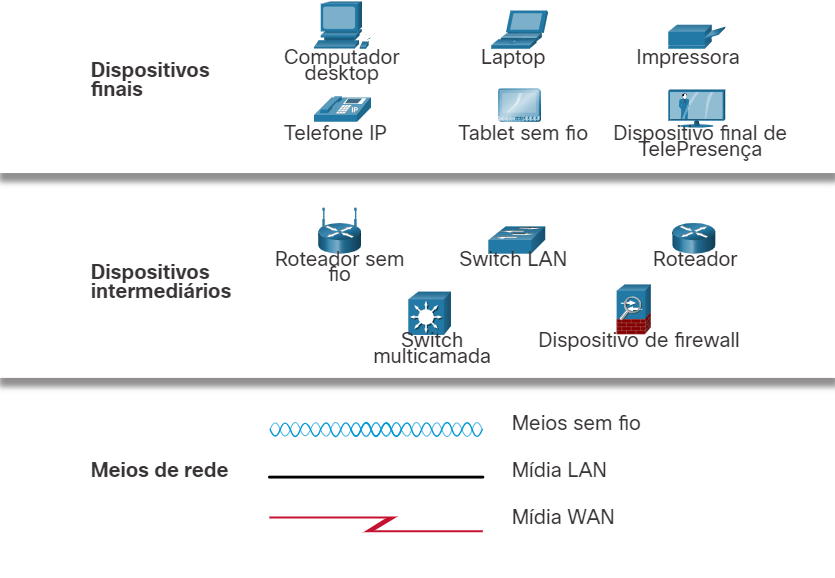 Dispositivos
finais
Computador
desktop
Laptop
Impressora
IP
Telefone IP
Tablet sem fio
Dispositivo final de
TelePresença
Dispositivos
intermediários
Roteador sem
fio
Switch LAN
Roteador
Switch
multicamada
Dispositivo de firewall
Meios de rede
Meios sem fio
Mídia LAN
Mídia WAN